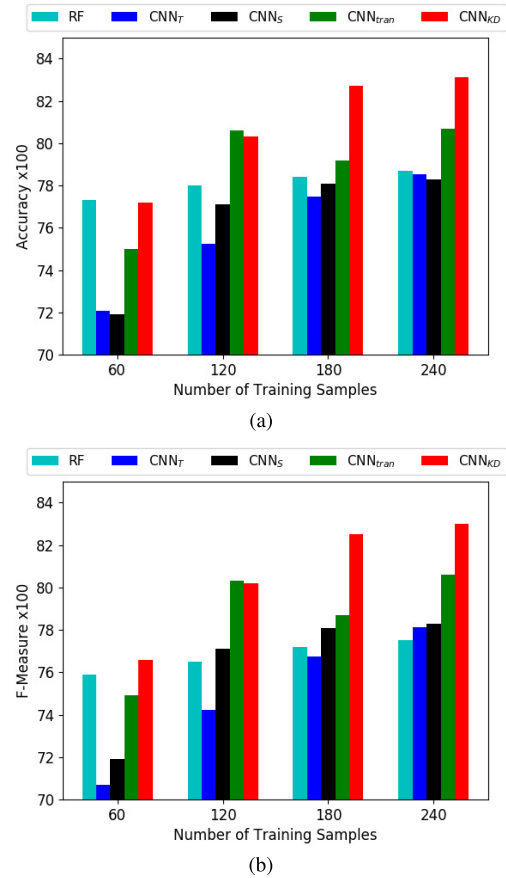 RF CNN_T CNN_S CNN_tran CNN_KD
84
82
80
78
76
74
72
70
Accuracy x100
60 120 180 240
Number of Training Samples
(a)
RF CNN_T CNN_S CNN_tran CNN_KD
84
82
80
78
76
74
72
70
F-Measure x100
60 120 180 240
Number of Training Samples
(b)